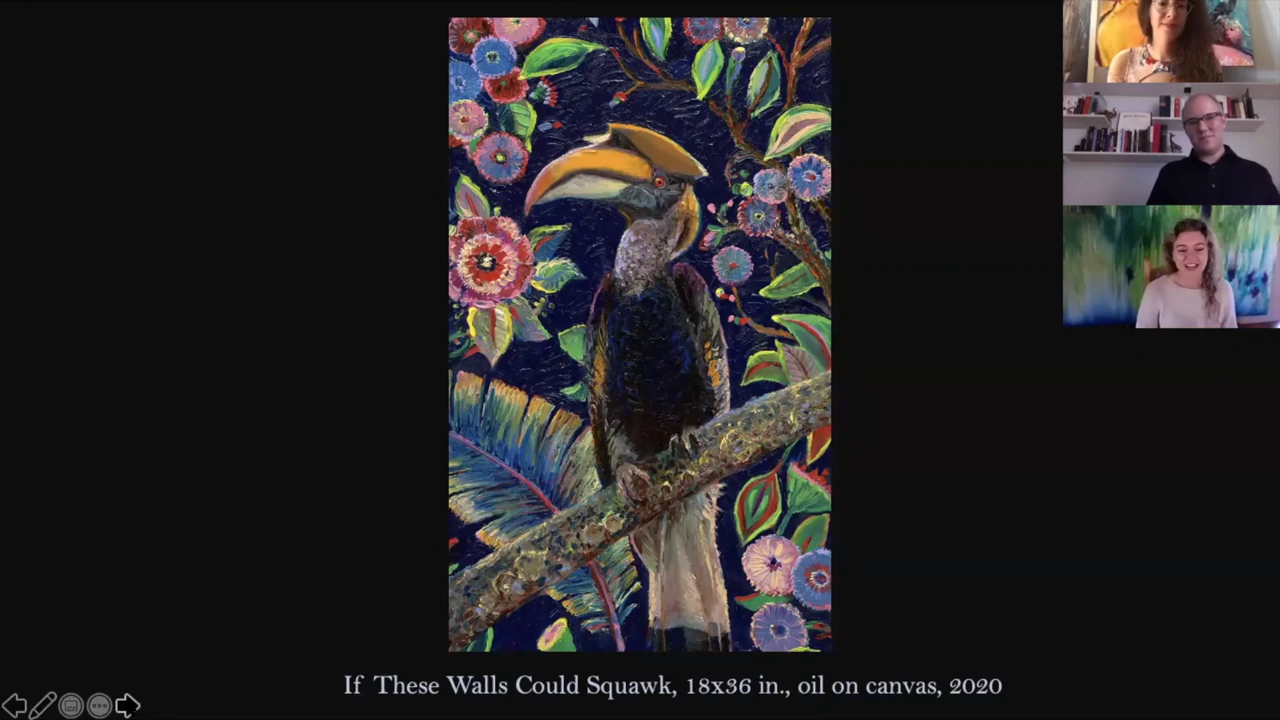 If These Walls Could Squawk, 18x36 in., oil on canvas, 2020